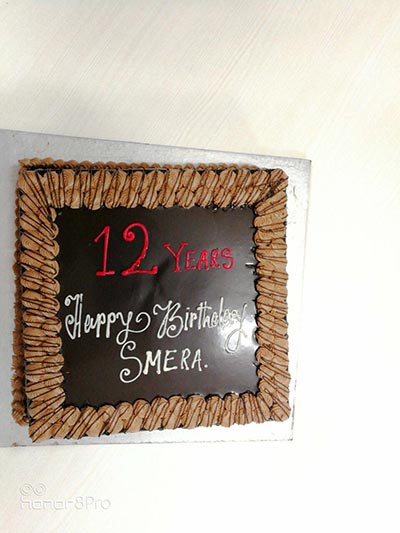 12 YEARS
Happy Birthday
SMERA.
honor 8 Pro